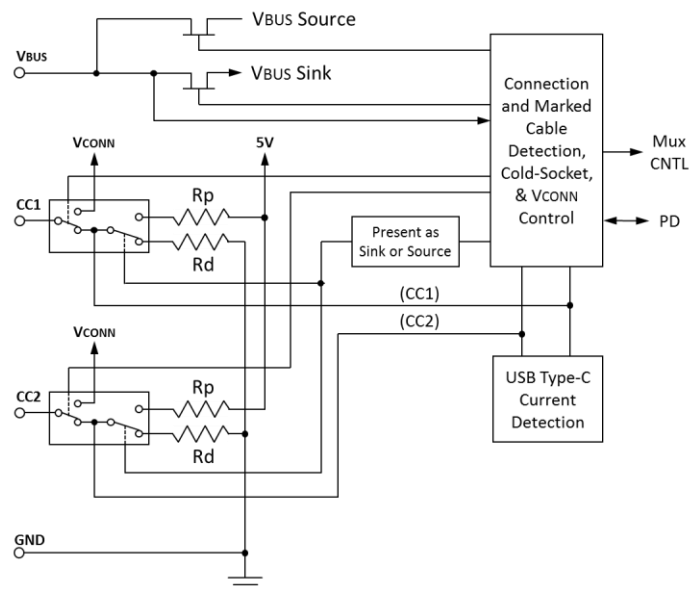 VBUS Source
VBUS
VBUS Sink
Connection
and Marked
Cable
Detection,
Cold-Socket,
& VCONN
Control
Mux
CNTL
PD
VCONN
5V
CC1
Rp
Rd
Present as
Sink or Source
(CC1)
(CC2)
VCONN
CC2
Rp
Rd
USB Type-C
Current
Detection
GND